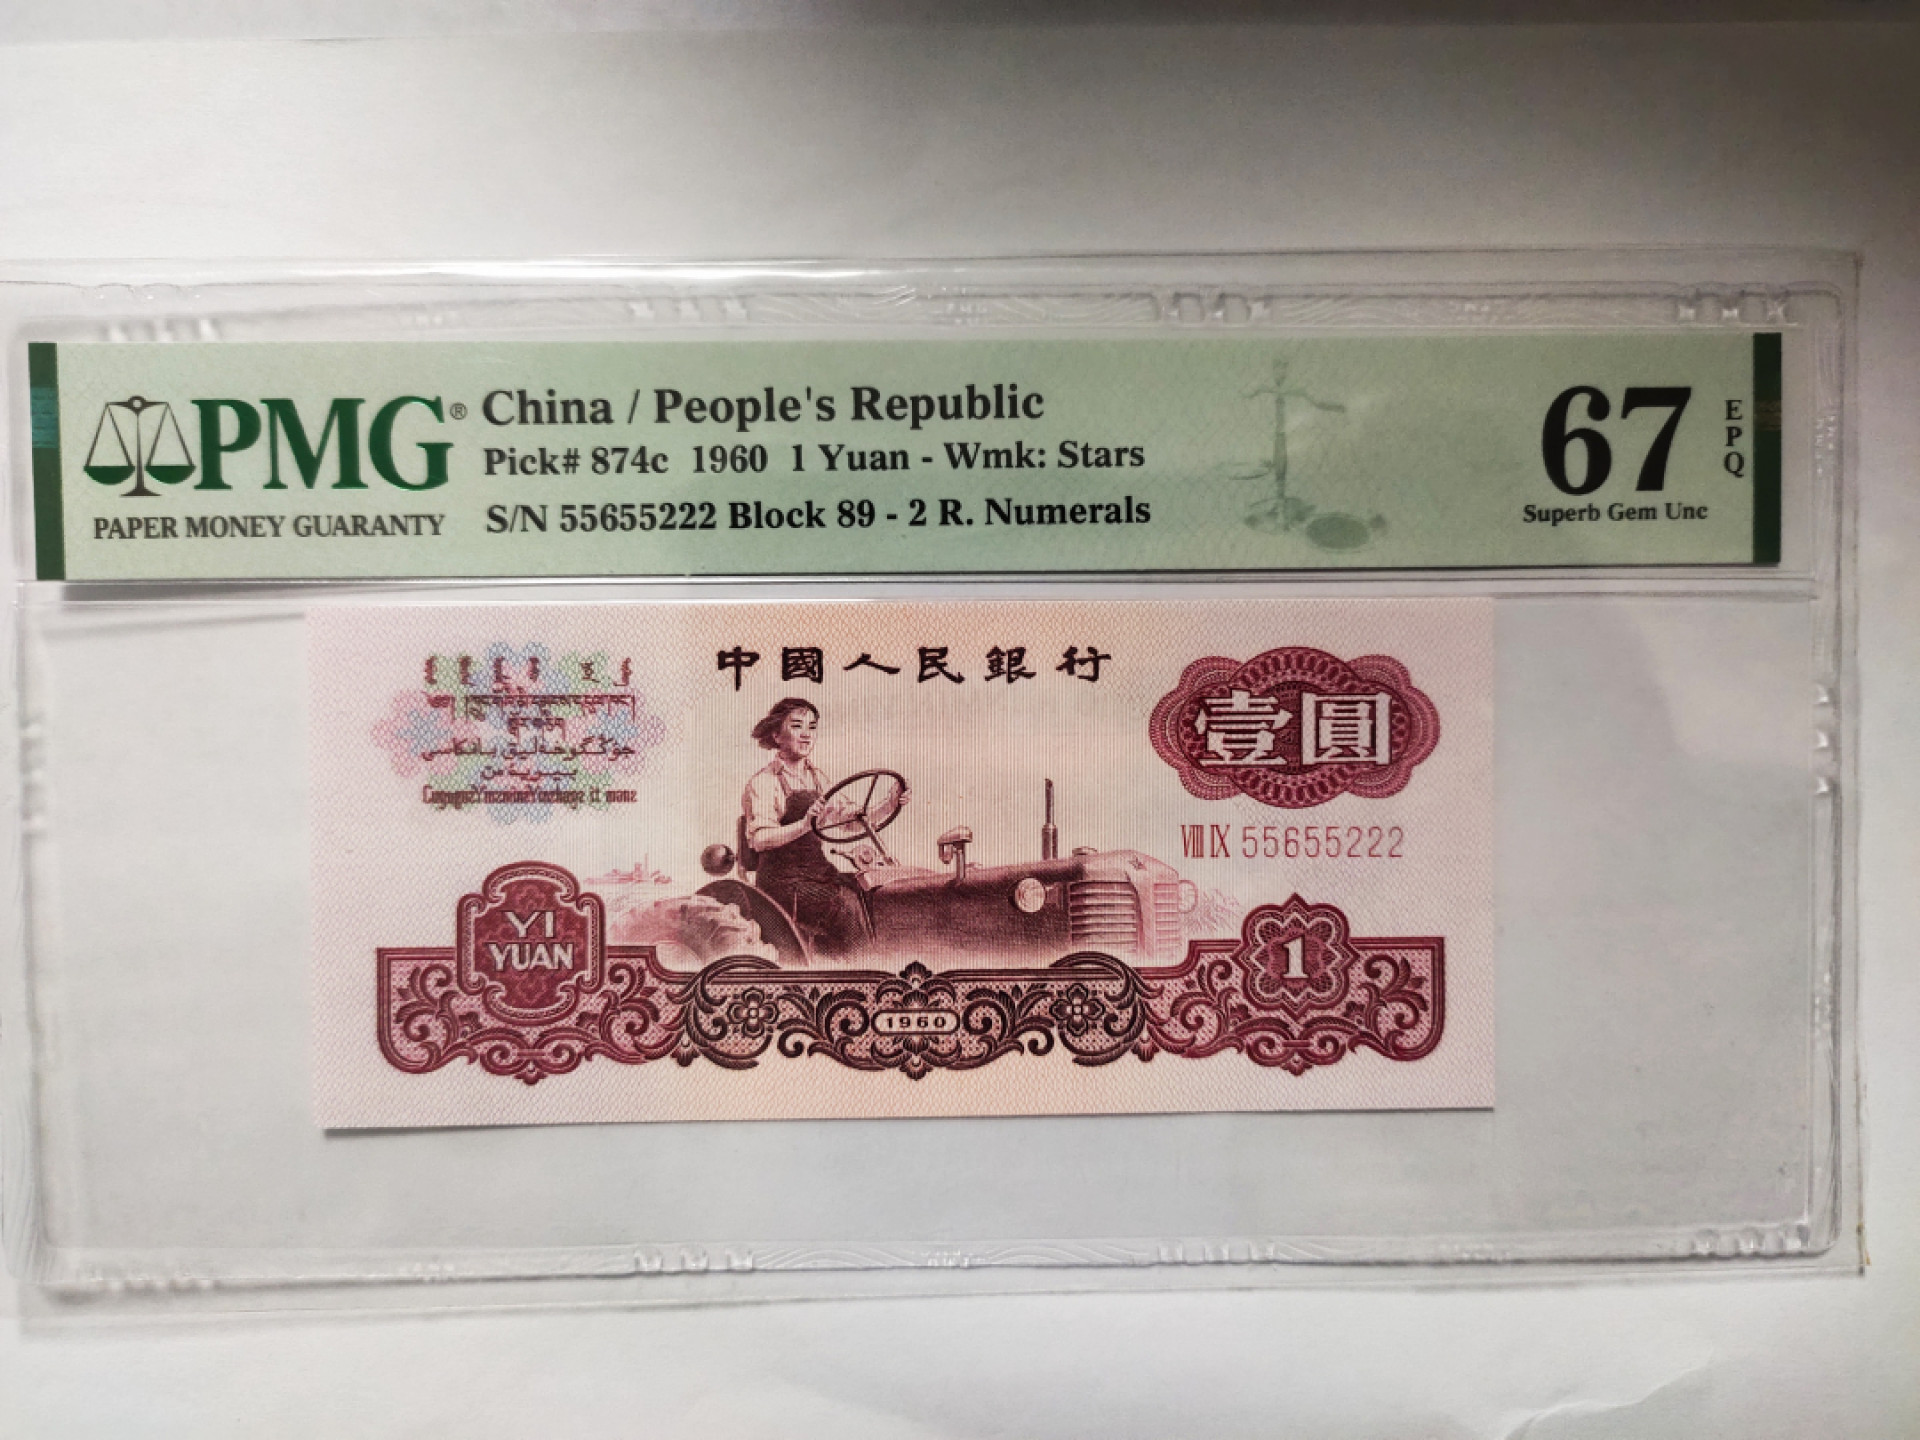 PMG®
PAPER MONEY GUARANTY
China / People's Republic
Pick# 874c 1960 1 Yuan - Wmk: Stars
S/N 55655222 Block 89 - 2 R. Numerals
67
EPQ
Superb Gem Unc
中國人民銀行
壹圓
VIII IX 55655222
YI
YUAN
1960
1